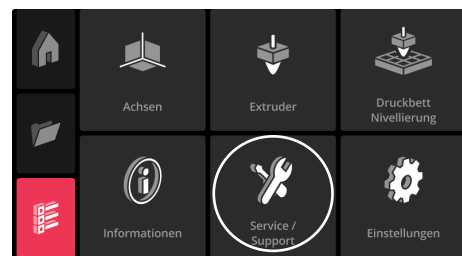 Achsen
Extruder
Druckbett
Nivellierung
Informationen
Service /
Support
Einstellungen